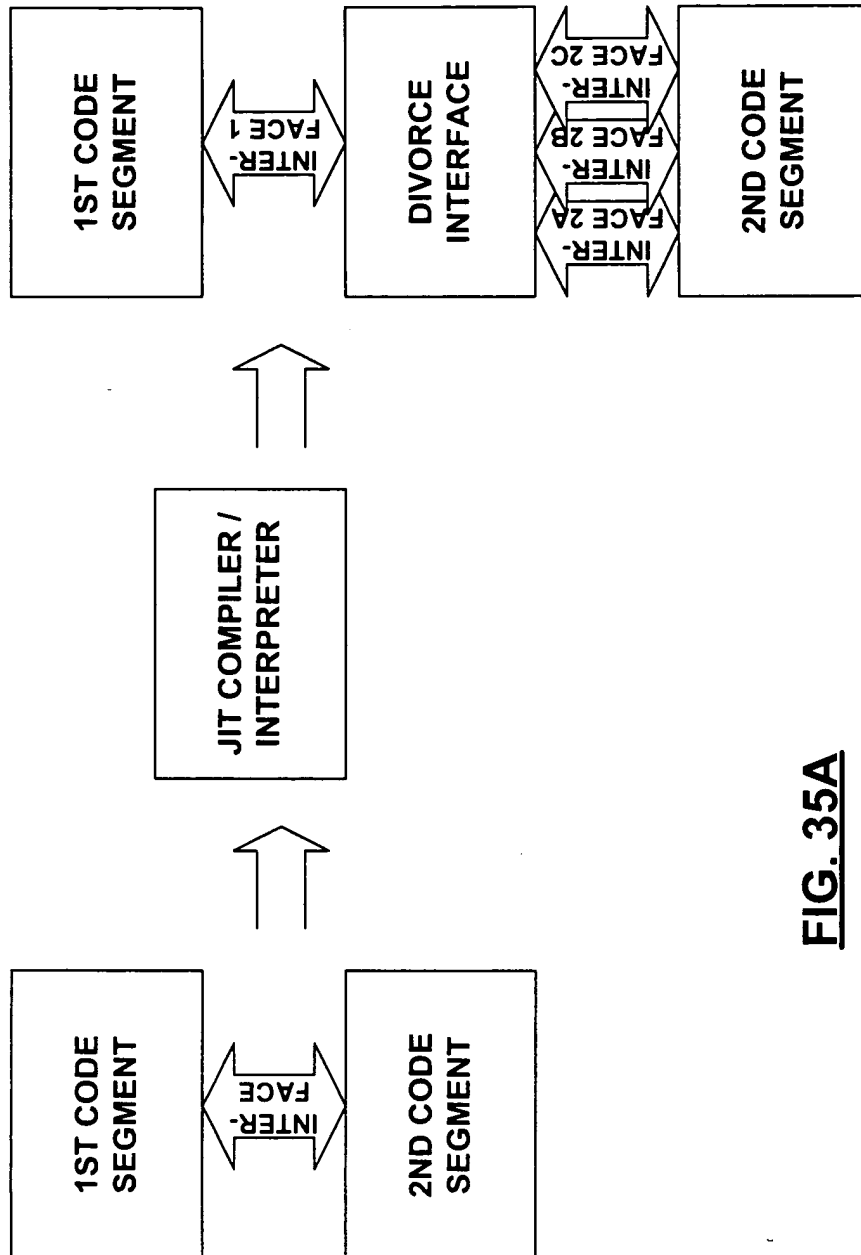 1ST CODE
SEGMENT
INTER-
FACE
2ND CODE
SEGMENT
JIT COMPILER /
INTERPRETER
1ST CODE
SEGMENT
INTER-
FACE 1
DIVORCE
INTERFACE
INTER-
FACE 2A
INTER-
FACE 2B
INTER-
FACE 2C
2ND CODE
SEGMENT
FIG. 35A